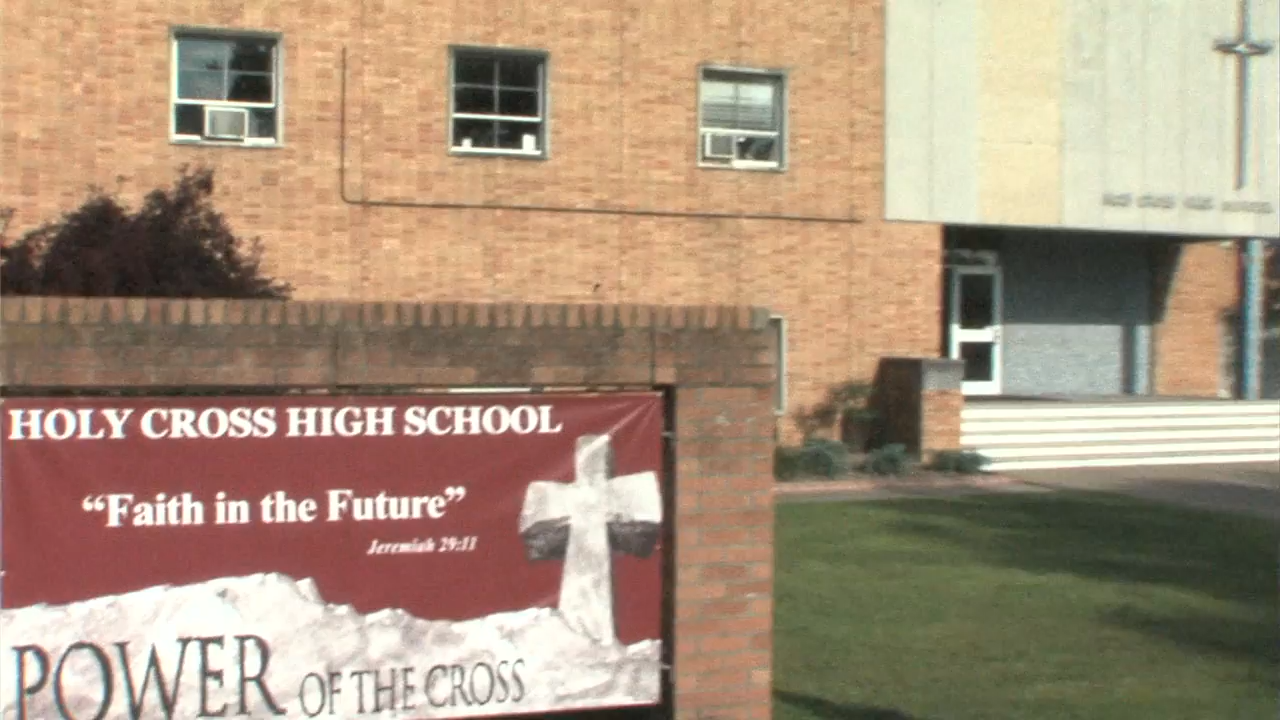 HOLY CROSS HIGH SCHOOL
“Faith in the Future”
Jeremiah 29:11
POWER OF THE CROSS